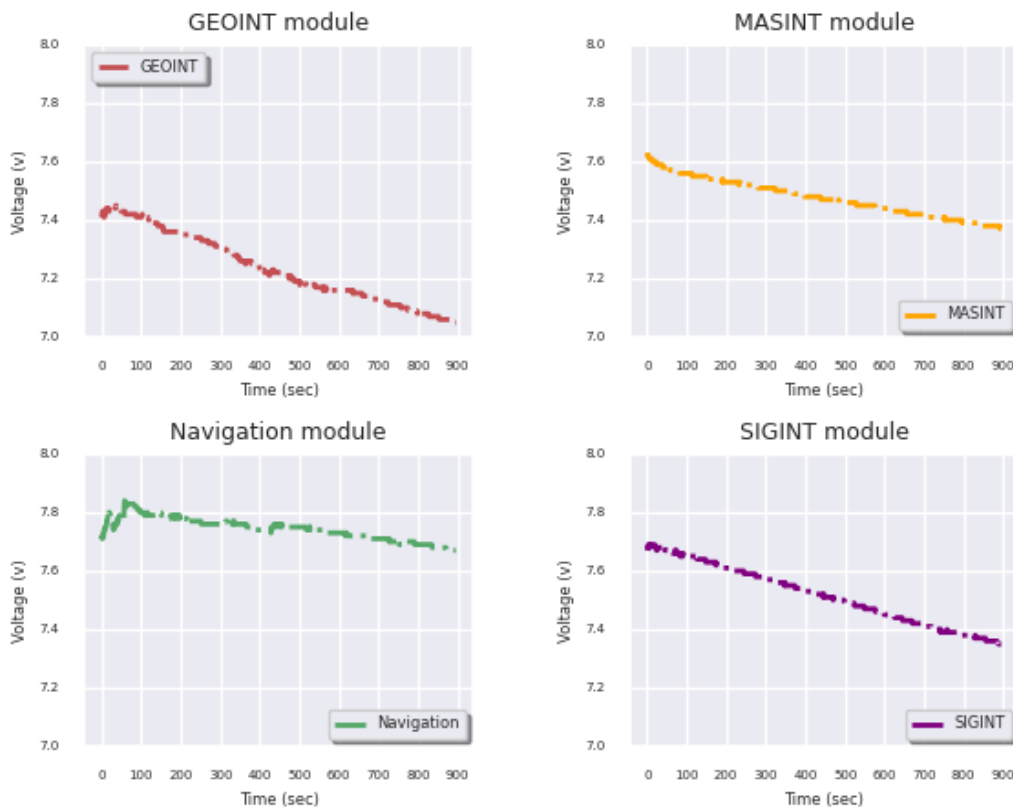 GEOINT module
8.0
GEOINT
7.8
7.6
7.4
7.2
7.0
Voltage (v)
0 100 200 300 400 500 600 700 800 900
Time (sec)
MASINT module
8.0
7.8
7.6
7.4
7.2
MASINT
7.0
Voltage (v)
0 100 200 300 400 500 600 700 800 900
Time (sec)
Navigation module
8.0
7.8
7.6
7.4
7.2
Navigation
7.0
Voltage (v)
0 100 200 300 400 500 600 700 800 900
Time (sec)
SIGINT module
8.0
7.8
7.6
7.4
7.2
SIGINT
7.0
Voltage (v)
0 100 200 300 400 500 600 700 800 900
Time (sec)